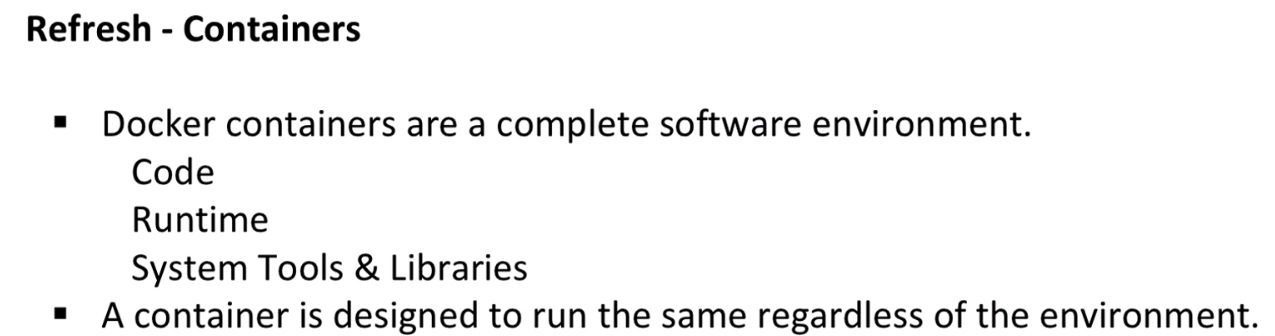 Refresh - Containers
▪ Docker containers are a complete software environment.
Code
Runtime
System Tools & Libraries
▪ A container is designed to run the same regardless of the environment.